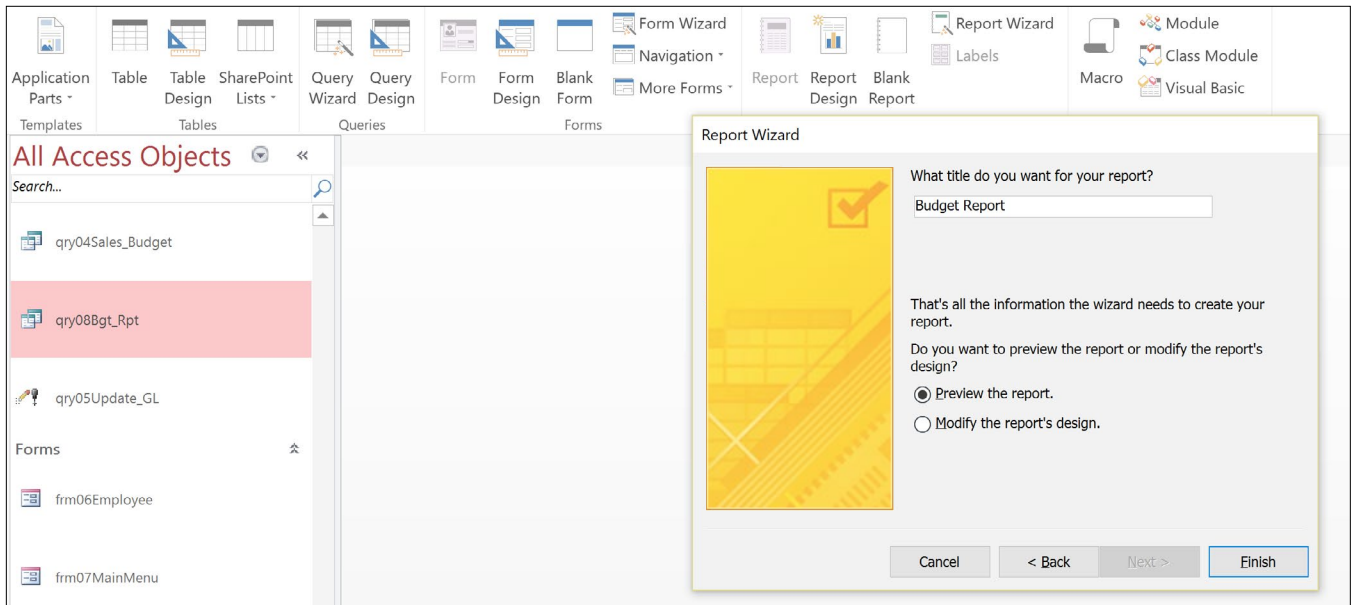 Application Parts
Table
Table Design
SharePoint Lists
Query Wizard
Query Design
Form
Form Design
Blank Form
Form Wizard
Navigation
More Forms
Report
Report Design
Blank Report
Report Wizard
Labels
Macro
Module
Class Module
Visual Basic
Templates
Tables
Queries
Forms
All Access Objects
Search...
qry04Sales_Budget
qry08Bgt_Rpt
qry05Update_GL
Forms
frm06Employee
frm07MainMenu
Report Wizard
What title do you want for your report?
Budget Report
That's all the information the wizard needs to create your
report.
Do you want to preview the report or modify the report's
design?
Preview the report.
Modify the report's design.
Cancel
< Back
Next >
Finish